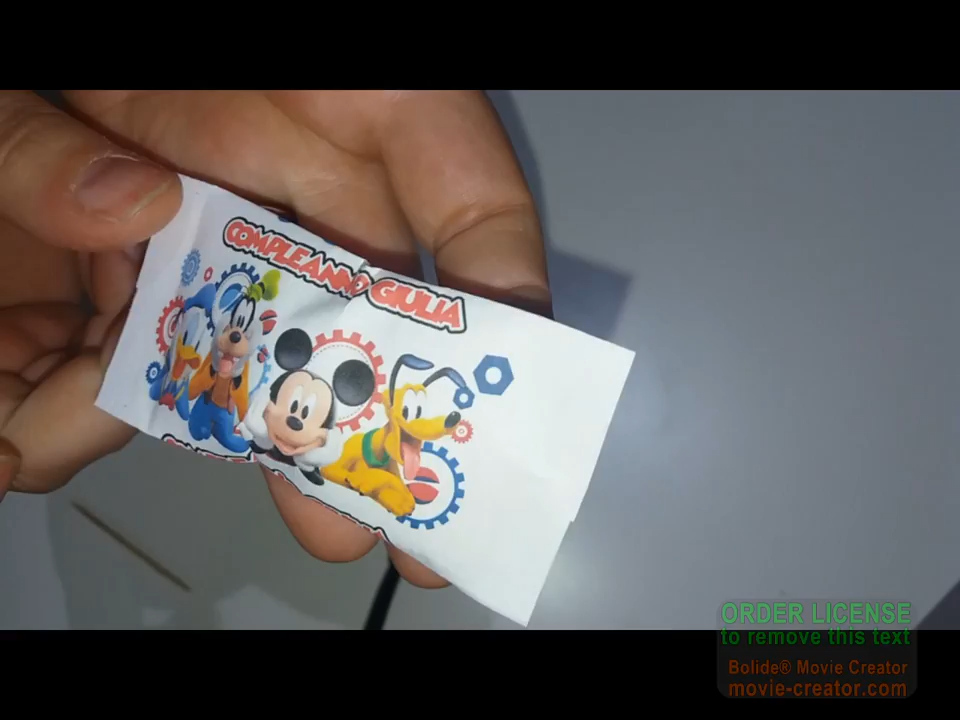 COMPLEANNO GIULIA
ORDER LICENSE
to remove this text
Bolide® Movie Creator
movie-creator.com